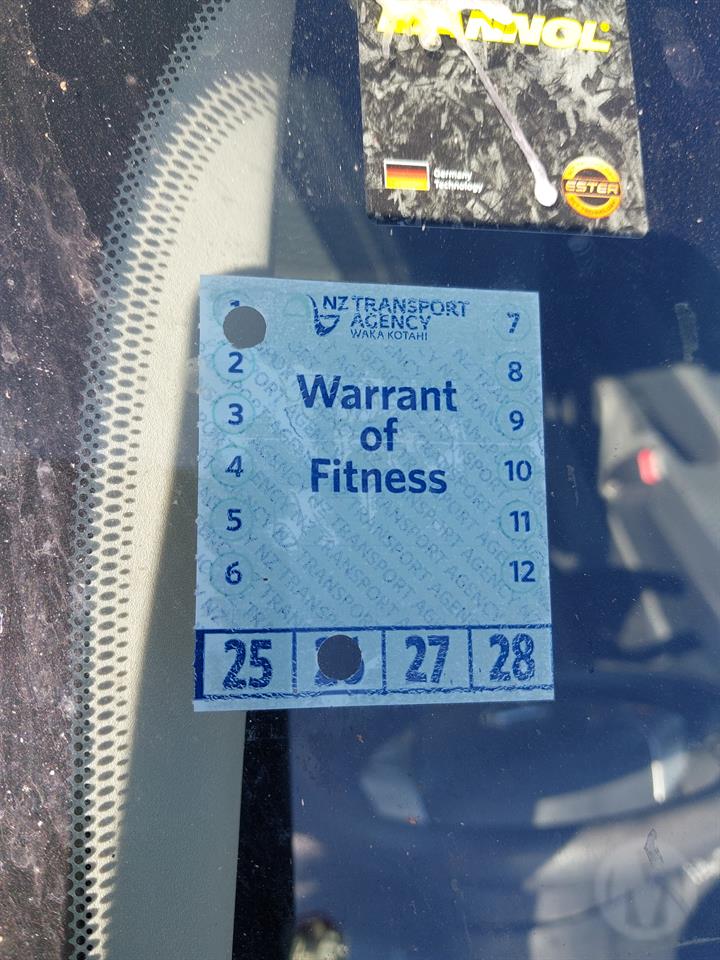 MANNOL
Germany
Technology
ESTER
NZ TRANSPORT
AGENCY
WAKA KOTAHI
Warrant
of
Fitness
2
3
4
5
6
7
8
9
10
11
12
25
27
28